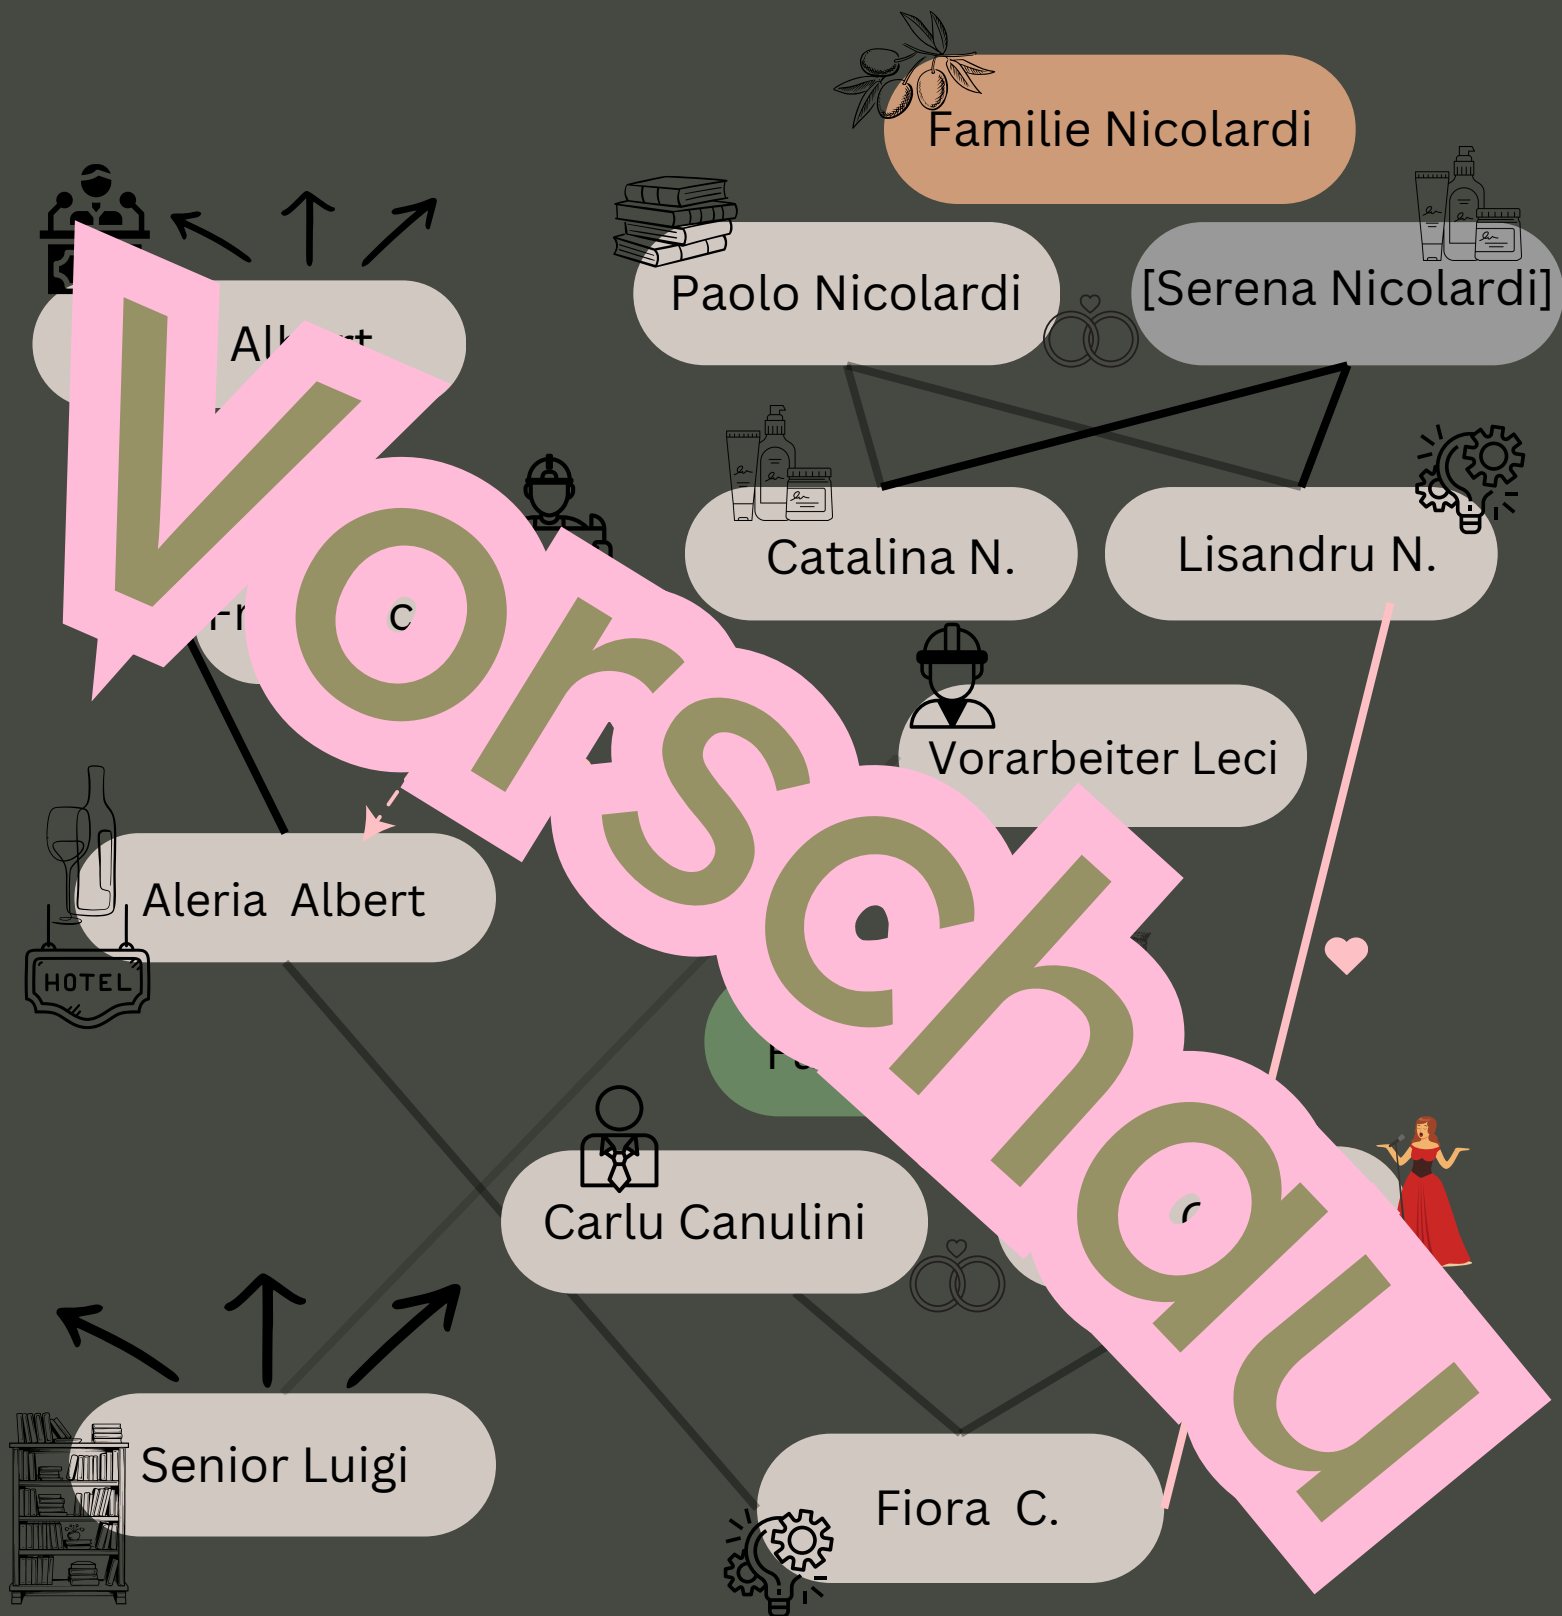 Familie Nicolardi
Paolo Nicolardi
[Serena Nicolardi]
Catalina N.
Lisandru N.
Vorarbeiter Leci
Aleria Albert
HOTEL
Carlu Canulini
Senior Luigi
Fiora C.
Vorschau